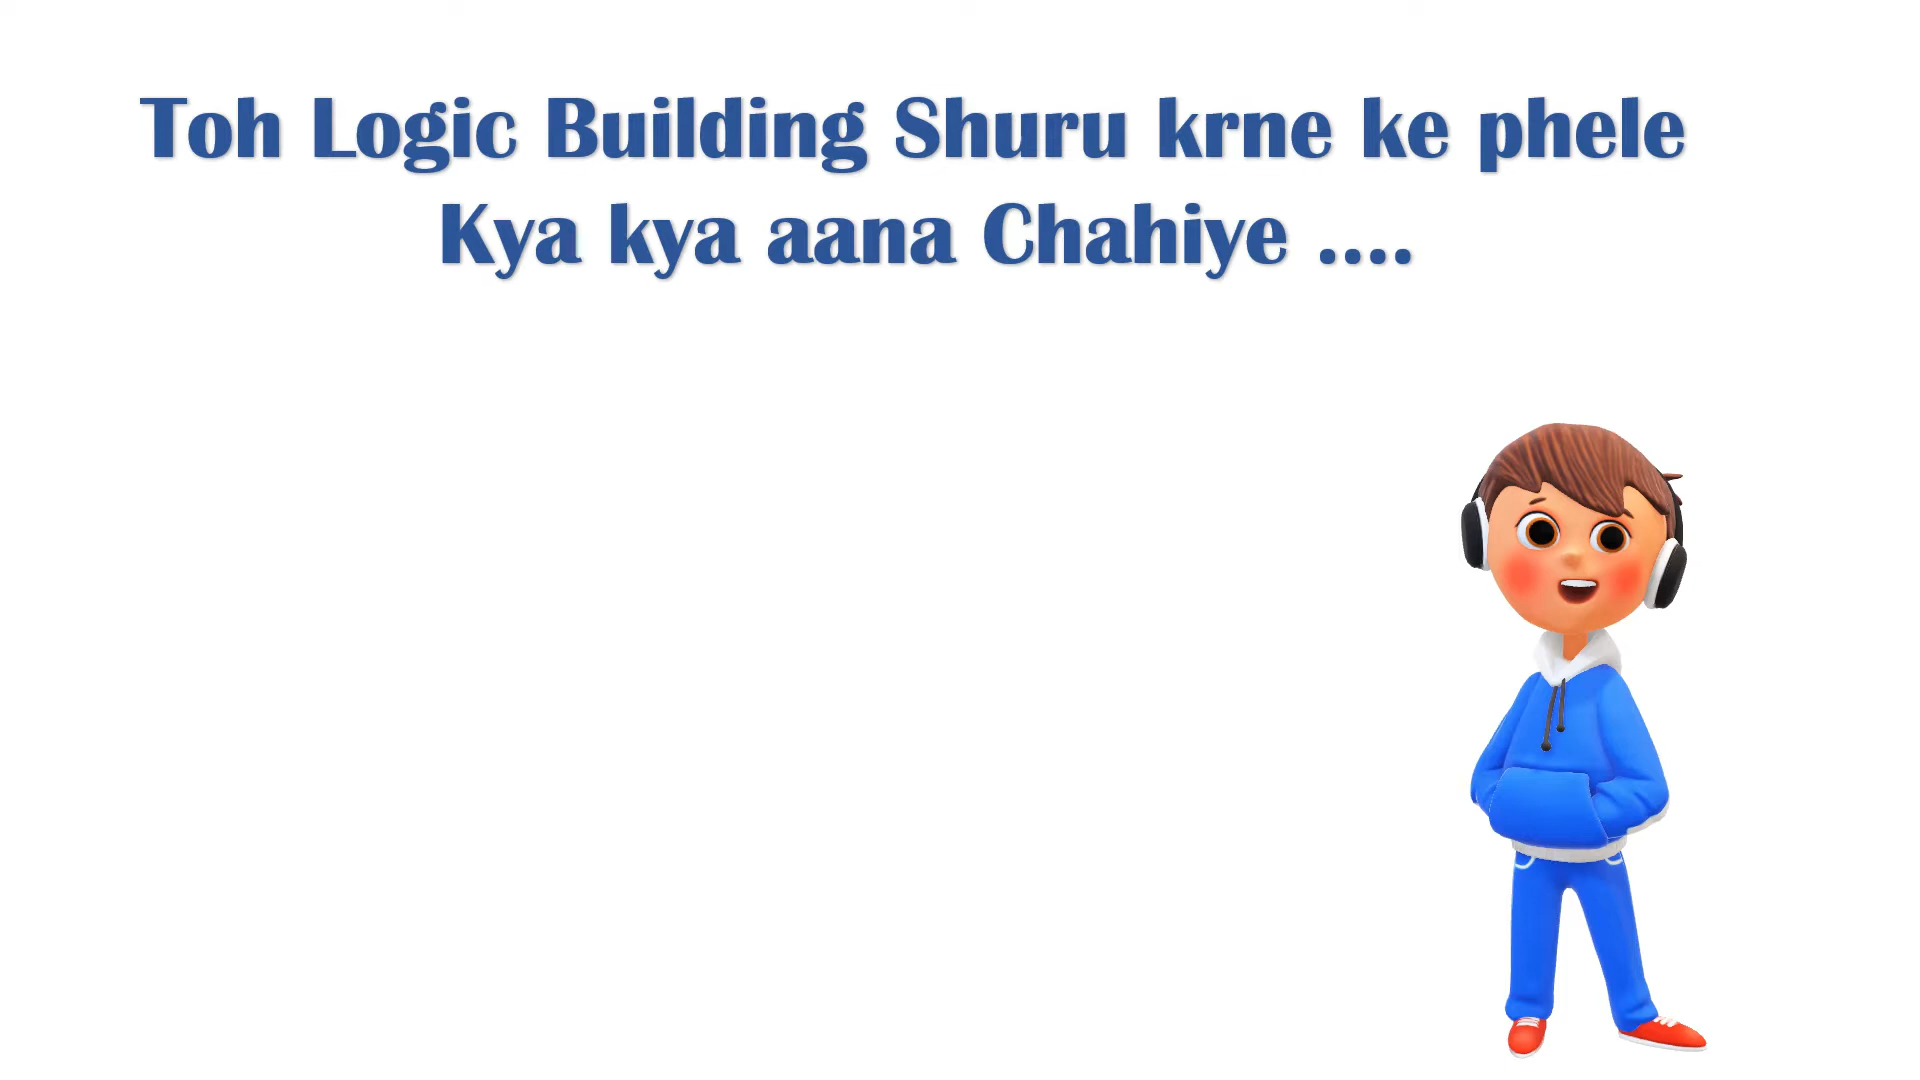 Toh Logic Building Shuru krne ke phele
Kya kya aana Chahiye ....